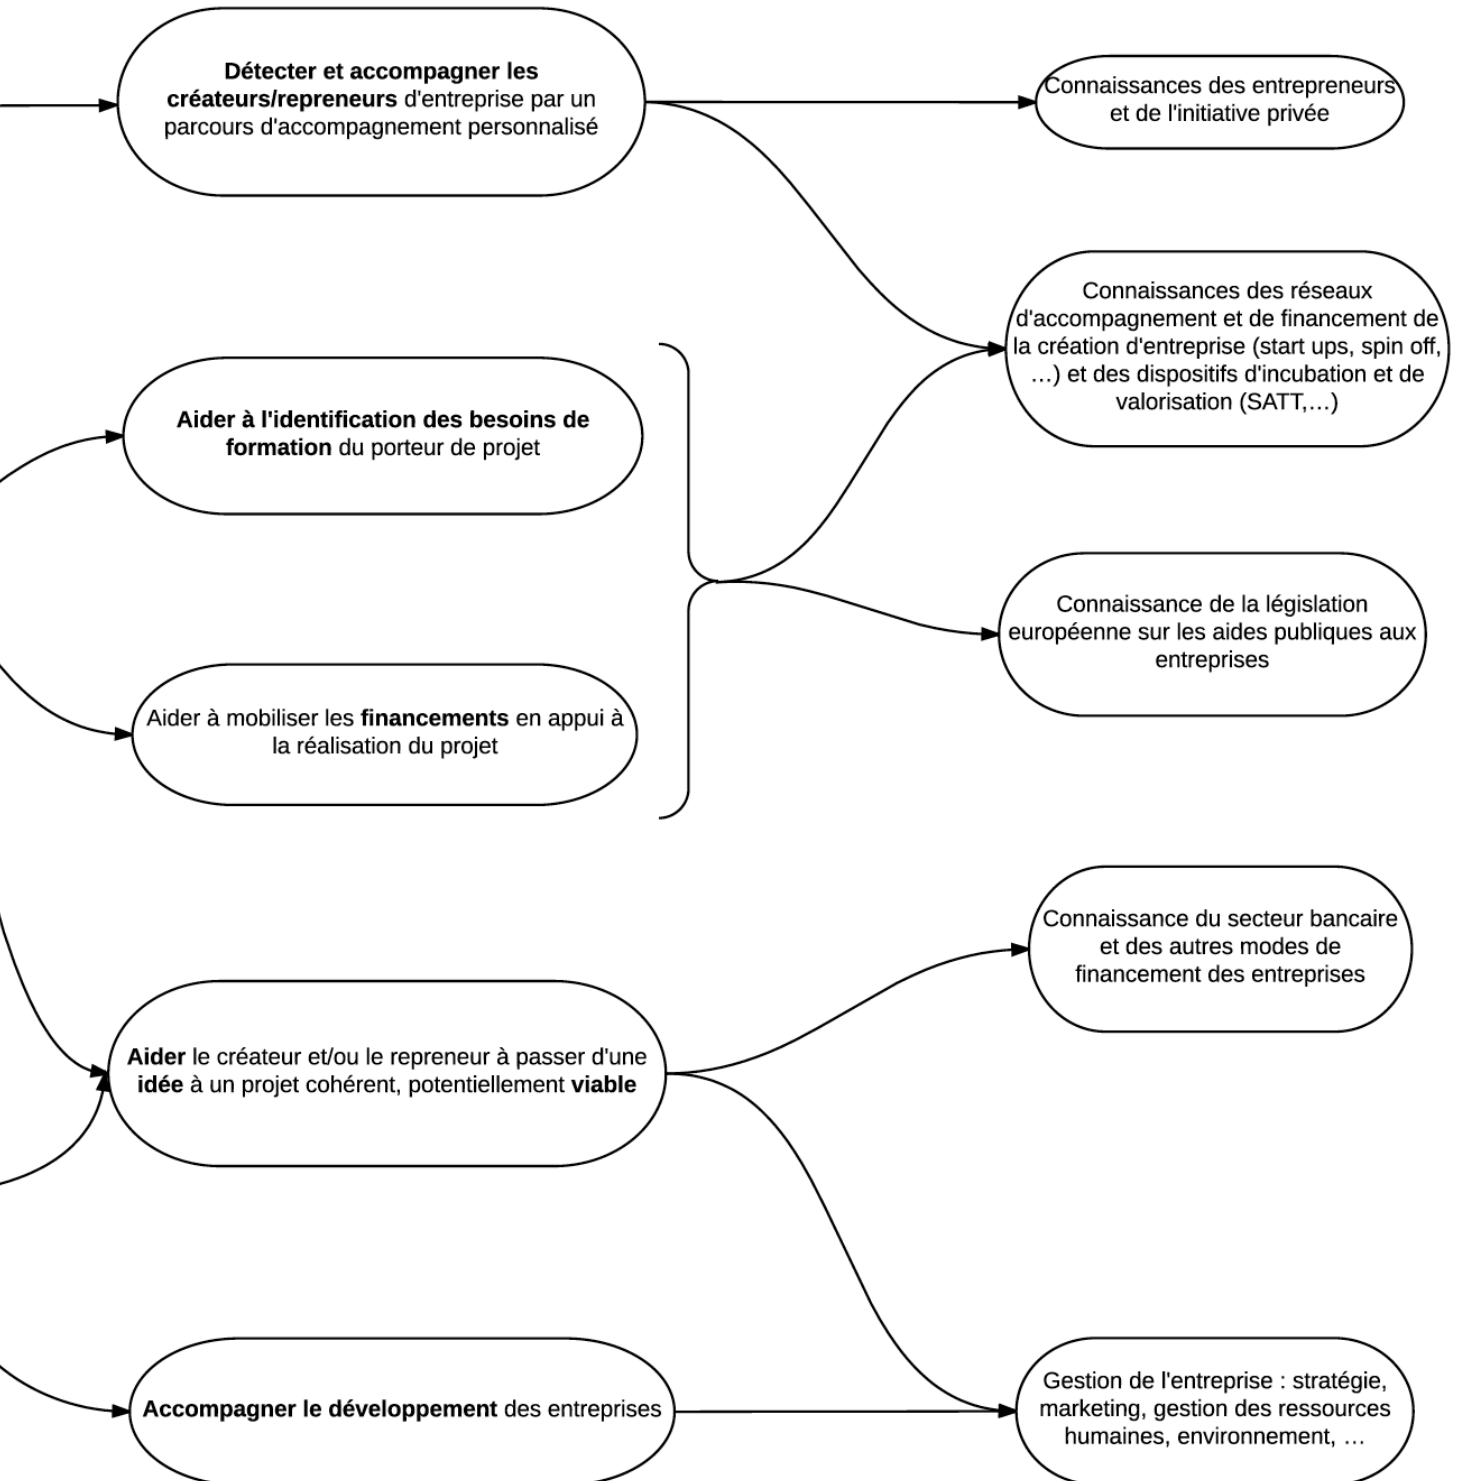 Détecter et accompagner les
créateurs/repreneurs d'entreprise par un
parcours d'accompagnement personnalisé
Connaissances des entrepreneurs
et de l'initiative privée
Connaissances des réseaux
d'accompagnement et de financement de
la création d'entreprise (start ups, spin off,
…) et des dispositifs d'incubation et de
valorisation (SATT,…)
Aider à l'identification des besoins de
formation du porteur de projet
Connaissance de la législation
européenne sur les aides publiques aux
entreprises
Aider à mobiliser les financements en appui à
la réalisation du projet
Connaissance du secteur bancaire
et des autres modes de
financement des entreprises
Aider le créateur et/ou le repreneur à passer d'une
idée à un projet cohérent, potentiellement viable
Accompagner le développement des entreprises
Gestion de l'entreprise : stratégie,
marketing, gestion des ressources
humaines, environnement, …